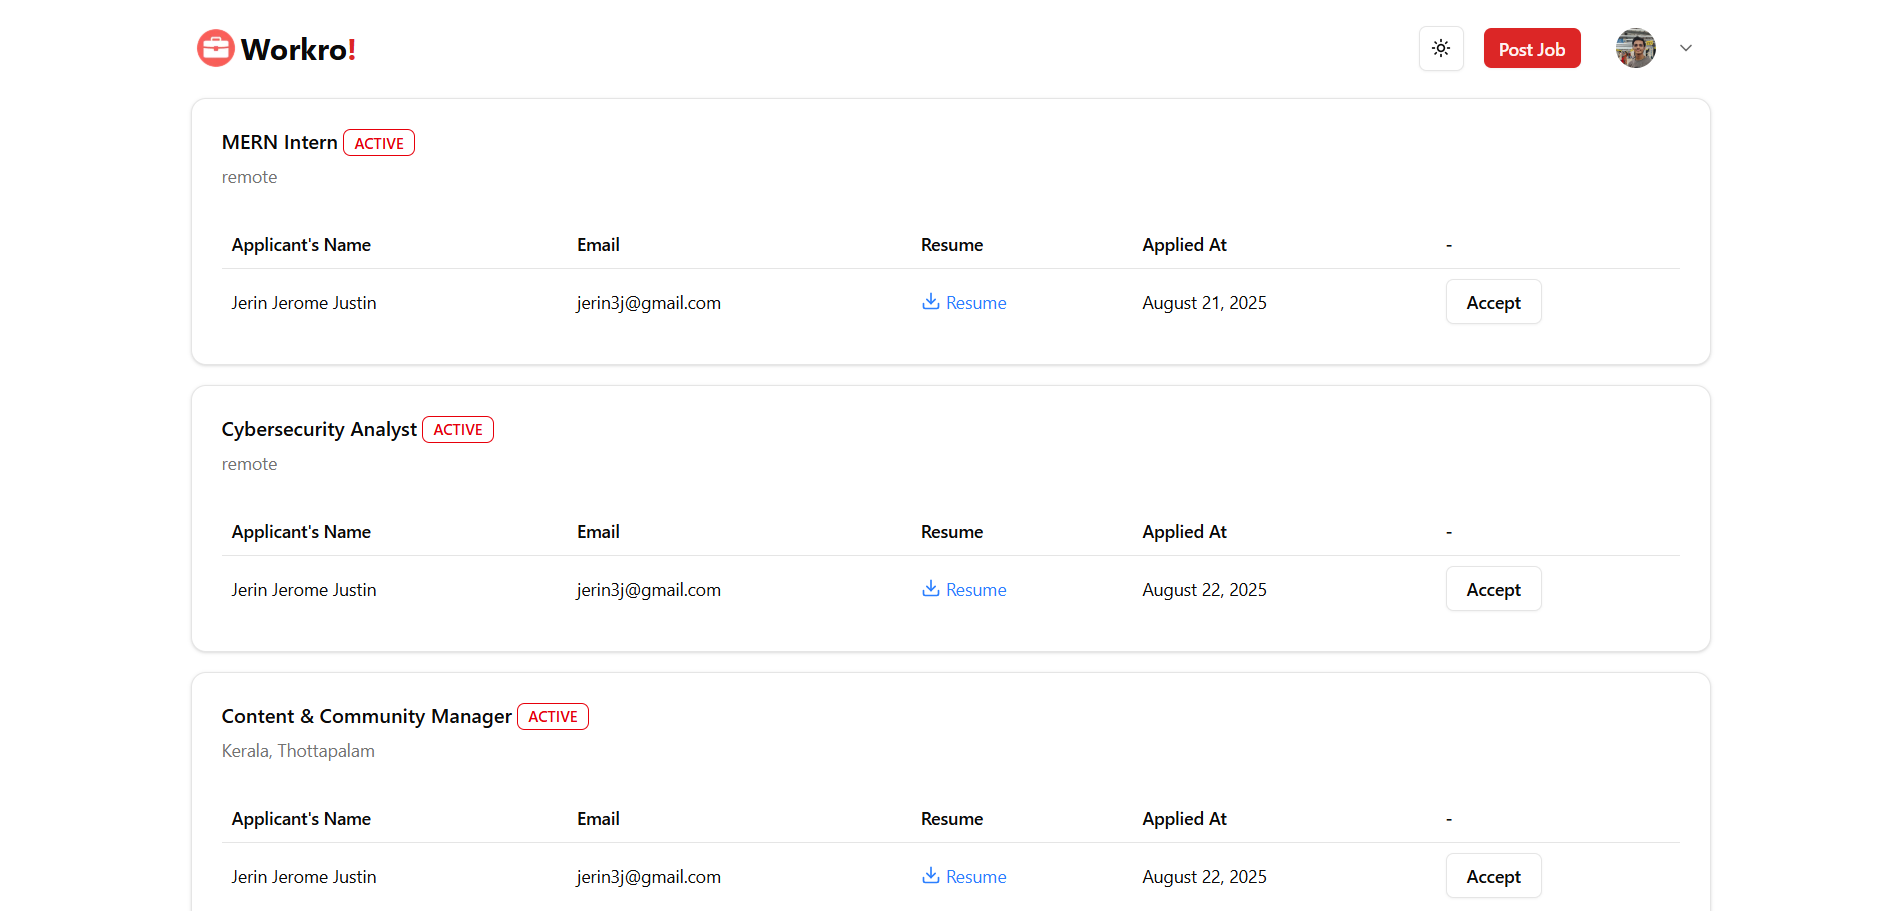 Workro!
Post Job
MERN Intern ACTIVE
remote
Applicant's Name Email Resume Applied At -
Jerin Jerome Justin jerin3j@gmail.com Resume August 21, 2025 Accept
Cybersecurity Analyst ACTIVE
remote
Applicant's Name Email Resume Applied At -
Jerin Jerome Justin jerin3j@gmail.com Resume August 22, 2025 Accept
Content & Community Manager ACTIVE
Kerala, Thottapalam
Applicant's Name Email Resume Applied At -
Jerin Jerome Justin jerin3j@gmail.com Resume August 22, 2025 Accept